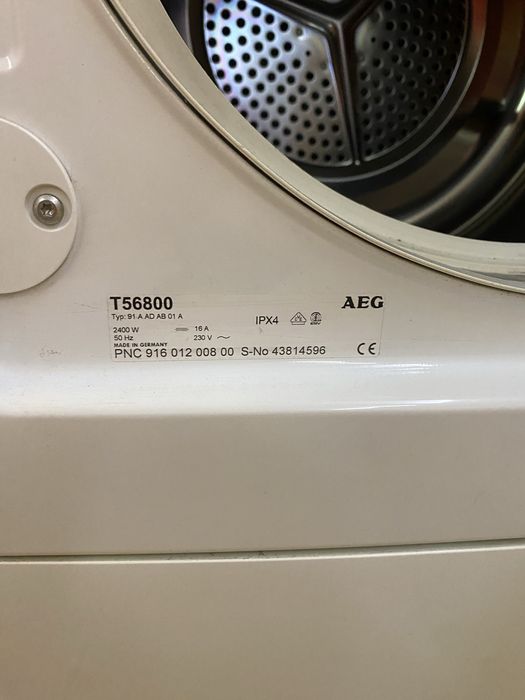 T56800
AEG
Typ: 91 A AD AB 01 A
IPX4
2400 W 16 A
50 Hz 230 V ~
MADE IN GERMANY
PNC 916 012 008 00 S-No 43814596 CE